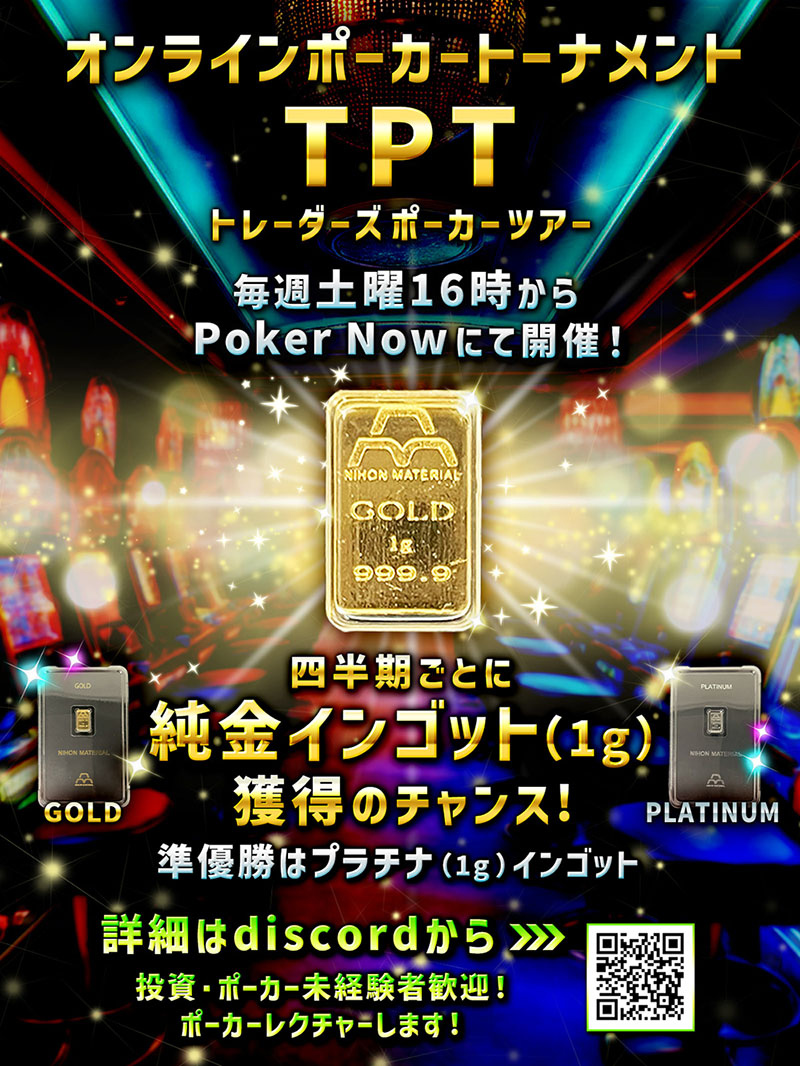 オンラインポーカートーナメント
TPT
トレーダーズポーカーツアー
毎週土曜16時から
Poker Nowにて開催！
NIHON MATERIAL
GOLD
1g
999.9
四半期ごとに
純金インゴット(1g)
獲得のチャンス！
GOLD
NIHON MATERIAL
GOLD
PLATINUM
NIHON MATERIAL
PLATINUM
準優勝はプラチナ(1g)インゴット
詳細はdiscordから >>>
投資・ポーカー未経験者歓迎！
ポーカーレクチャーします！